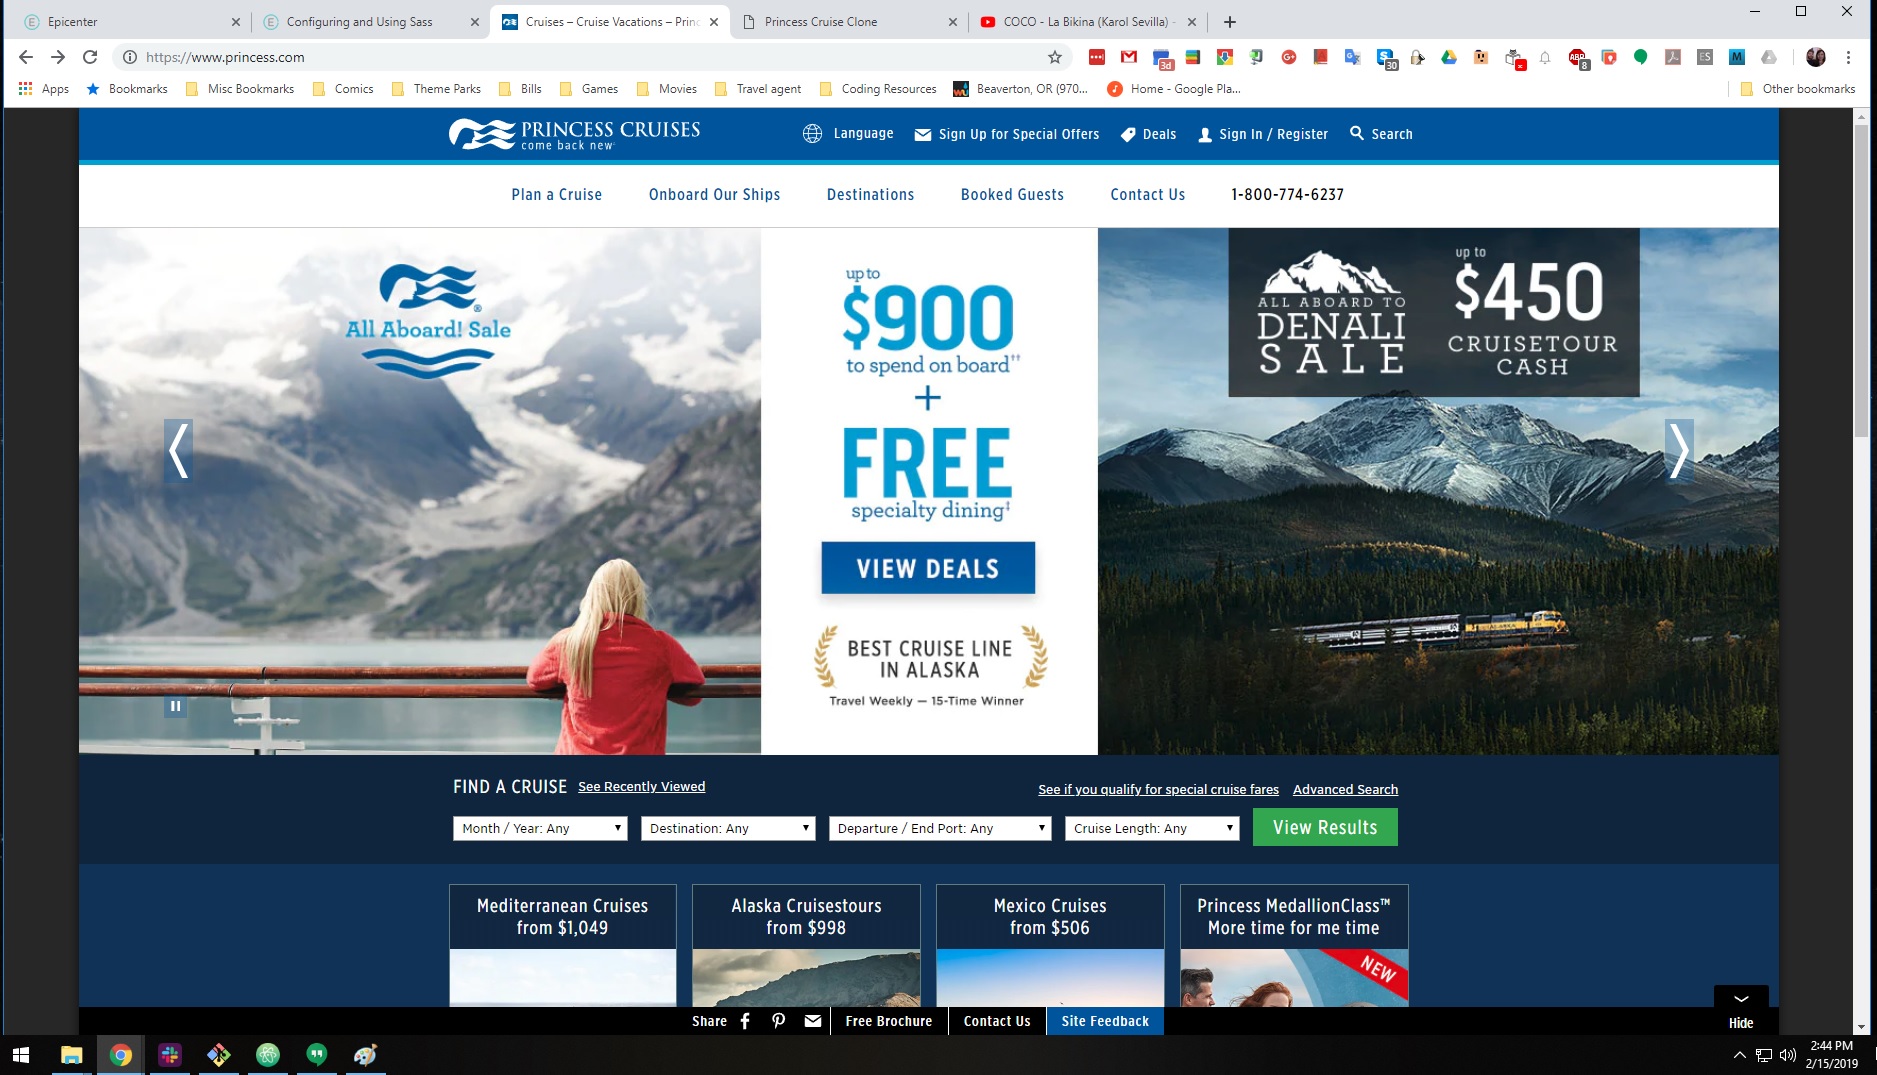 Epicenter
Configuring and Using Sass
Cruises – Cruise Vacations – Princ
Princess Cruise Clone
COCO - La Bikina (Karol Sevilla) -
https://www.princess.com
3d
30
8
ES
M
Apps
Bookmarks
Misc Bookmarks
Comics
Theme Parks
Bills
Games
Movies
Travel agent
Coding Resources
Beaverton, OR (970...
Home - Google Pla...
Other bookmarks
PRINCESS CRUISES
come back new
Language
Sign Up for Special Offers
Deals
Sign In / Register
Search
Plan a Cruise
Onboard Our Ships
Destinations
Booked Guests
Contact Us
1-800-774-6237
All Aboard! Sale
up to
$900
to spend on board††
+
FREE
specialty dining‡
VIEW DEALS
BEST CRUISE LINE
IN ALASKA
Travel Weekly — 15-Time Winner
ALL ABOARD TO
DENALI
SALE
up to
$450
CRUISETOUR
CASH
FIND A CRUISE
See Recently Viewed
See if you qualify for special cruise fares
Advanced Search
Month / Year: Any
Destination: Any
Departure / End Port: Any
Cruise Length: Any
View Results
Mediterranean Cruises
from $1,049
Alaska Cruisestours
from $998
Mexico Cruises
from $506
Princess MedallionClass™
More time for me time
NEW
Share
Free Brochure
Contact Us
Site Feedback
Hide
2:44 PM
2/15/2019